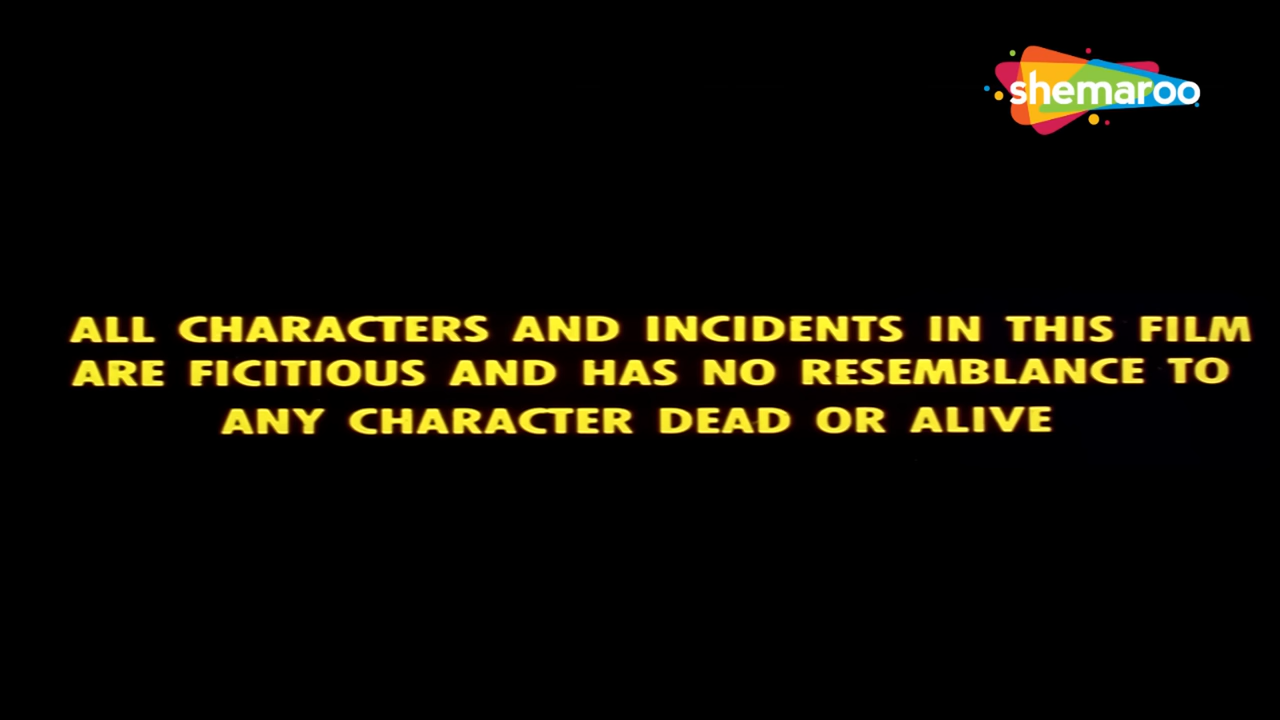 shemaroo
ALL CHARACTERS AND INCIDENTS IN THIS FILM
ARE FICITIOUS AND HAS NO RESEMBLANCE TO
ANY CHARACTER DEAD OR ALIVE